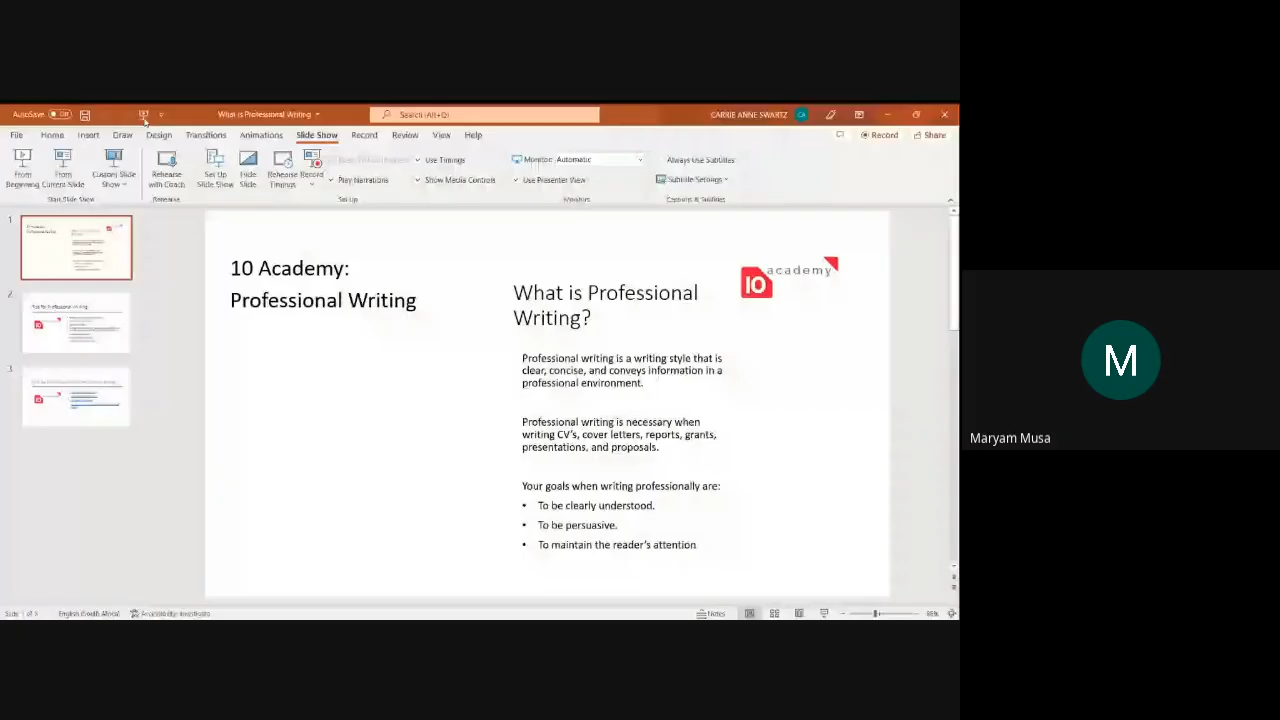 AutoSave Off What is Professional Writing Search (Alt+Q) CARRIE ANNE SWARTZ CA
File Home Insert Draw Design Transitions Animations Slide Show Record Review View Help Record Share
From Beginning From Current Slide Custom Slide Show Rehearse with Coach Set Up Slide Show Hide Slide Rehearse Timings Record
Use Timings
Play Narrations Show Media Controls
Monitor: Automatic
Use Presenter View
Always Use Subtitles
Subtitle Settings
Start Slide Show Rehearse Set Up Monitors Captions & Subtitles
1
2
3
10 Academy:
Professional Writing
10 academy
What is Professional
Writing?
Professional writing is a writing style that is
clear, concise, and conveys information in a
professional environment.
Professional writing is necessary when
writing CV's, cover letters, reports, grants,
presentations, and proposals.
Your goals when writing professionally are:
• To be clearly understood.
• To be persuasive.
• To maintain the reader's attention
English (South Africa) Accessibility: Investigate Notes
M
Maryam Musa